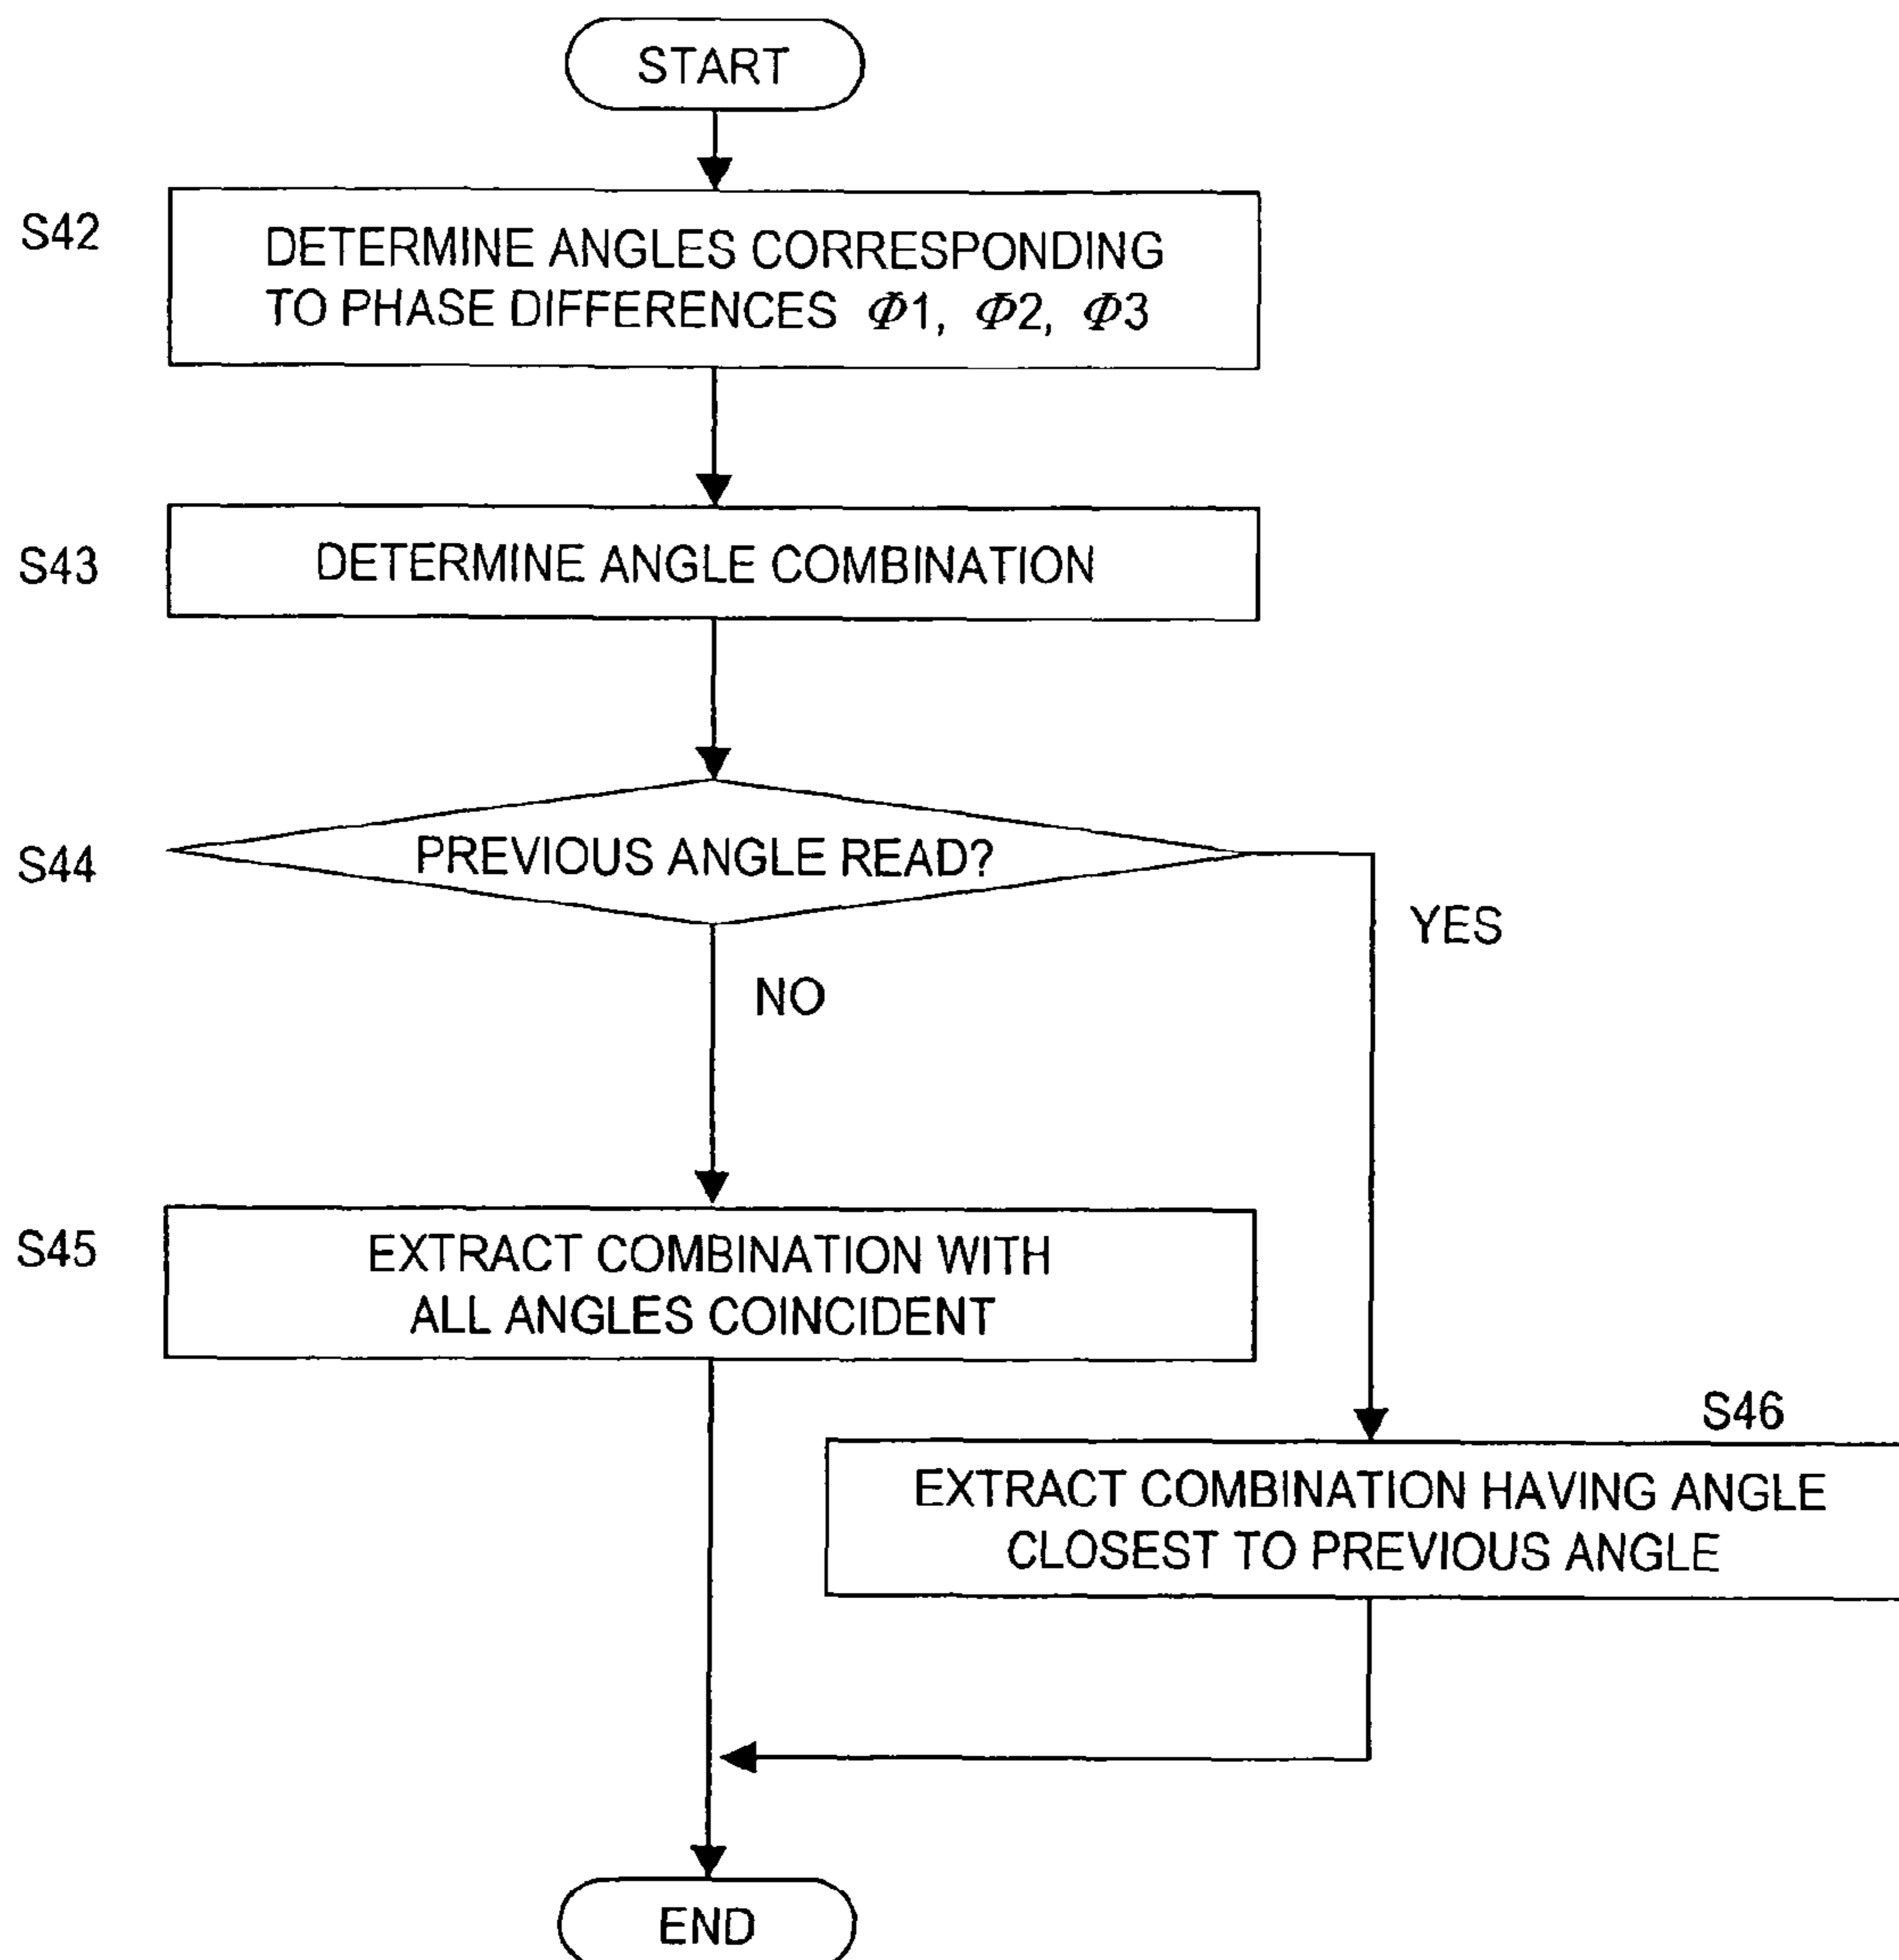 START
S42
DETERMINE ANGLES CORRESPONDING
TO PHASE DIFFERENCES Φ1, Φ2, Φ3
S43
DETERMINE ANGLE COMBINATION
S44
PREVIOUS ANGLE READ?
YES
NO
S45
EXTRACT COMBINATION WITH
ALL ANGLES COINCIDENT
S46
EXTRACT COMBINATION HAVING ANGLE
CLOSEST TO PREVIOUS ANGLE
END